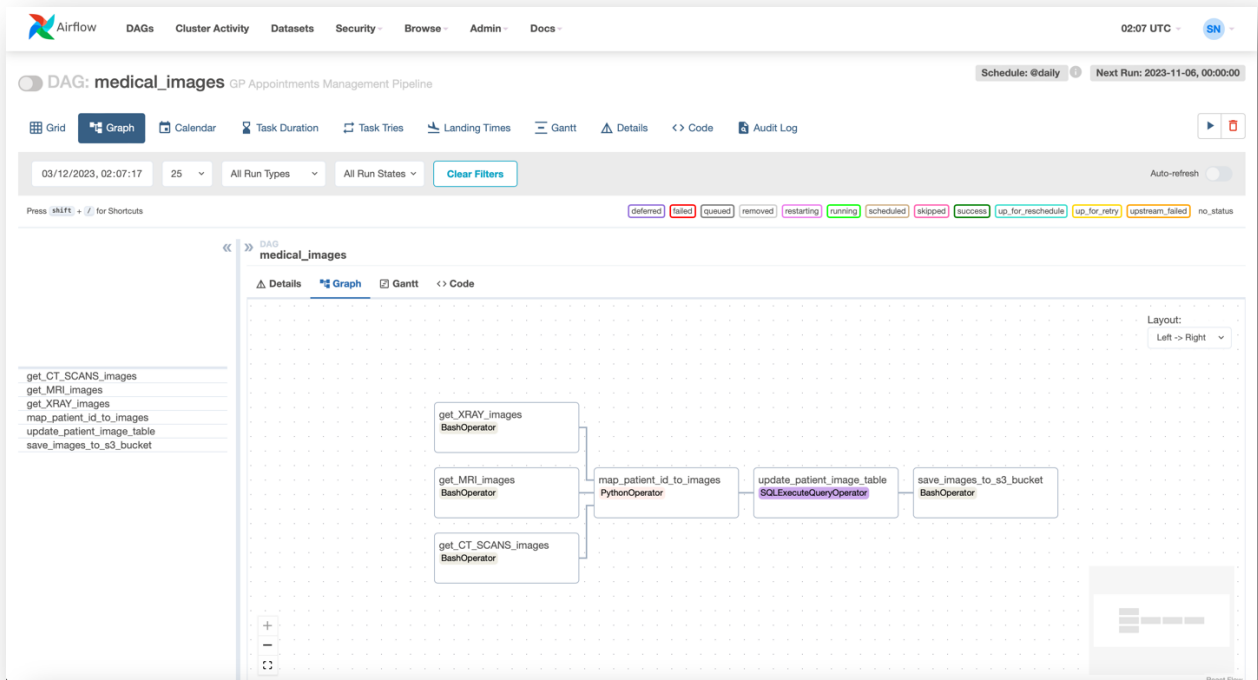 Airflow DAGs Cluster Activity Datasets Security Browse Admin Docs 02:07 UTC SN
DAG: medical_images GP Appointments Management Pipeline Schedule: @daily Next Run: 2023-11-06, 00:00:00
Grid Graph Calendar Task Duration Task Tries Landing Times Gantt Details <> Code Audit Log
03/12/2023, 02:07:17 25 All Run Types All Run States Clear Filters Auto-refresh
Press shift + / for Shortcuts deferred failed queued removed restarting running scheduled skipped success up_for_reschedule up_for_retry upstream_failed no_status
DAG
medical_images
Details Graph Gantt <> Code
Layout:
Left -> Right
get_CT_SCANS_images
get_MRI_images
get_XRAY_images
map_patient_id_to_images
update_patient_image_table
save_images_to_s3_bucket
get_XRAY_images
BashOperator
get_MRI_images
BashOperator
get_CT_SCANS_images
BashOperator
map_patient_id_to_images
PythonOperator
update_patient_image_table
SQLExecuteQueryOperator
save_images_to_s3_bucket
BashOperator
React Flow